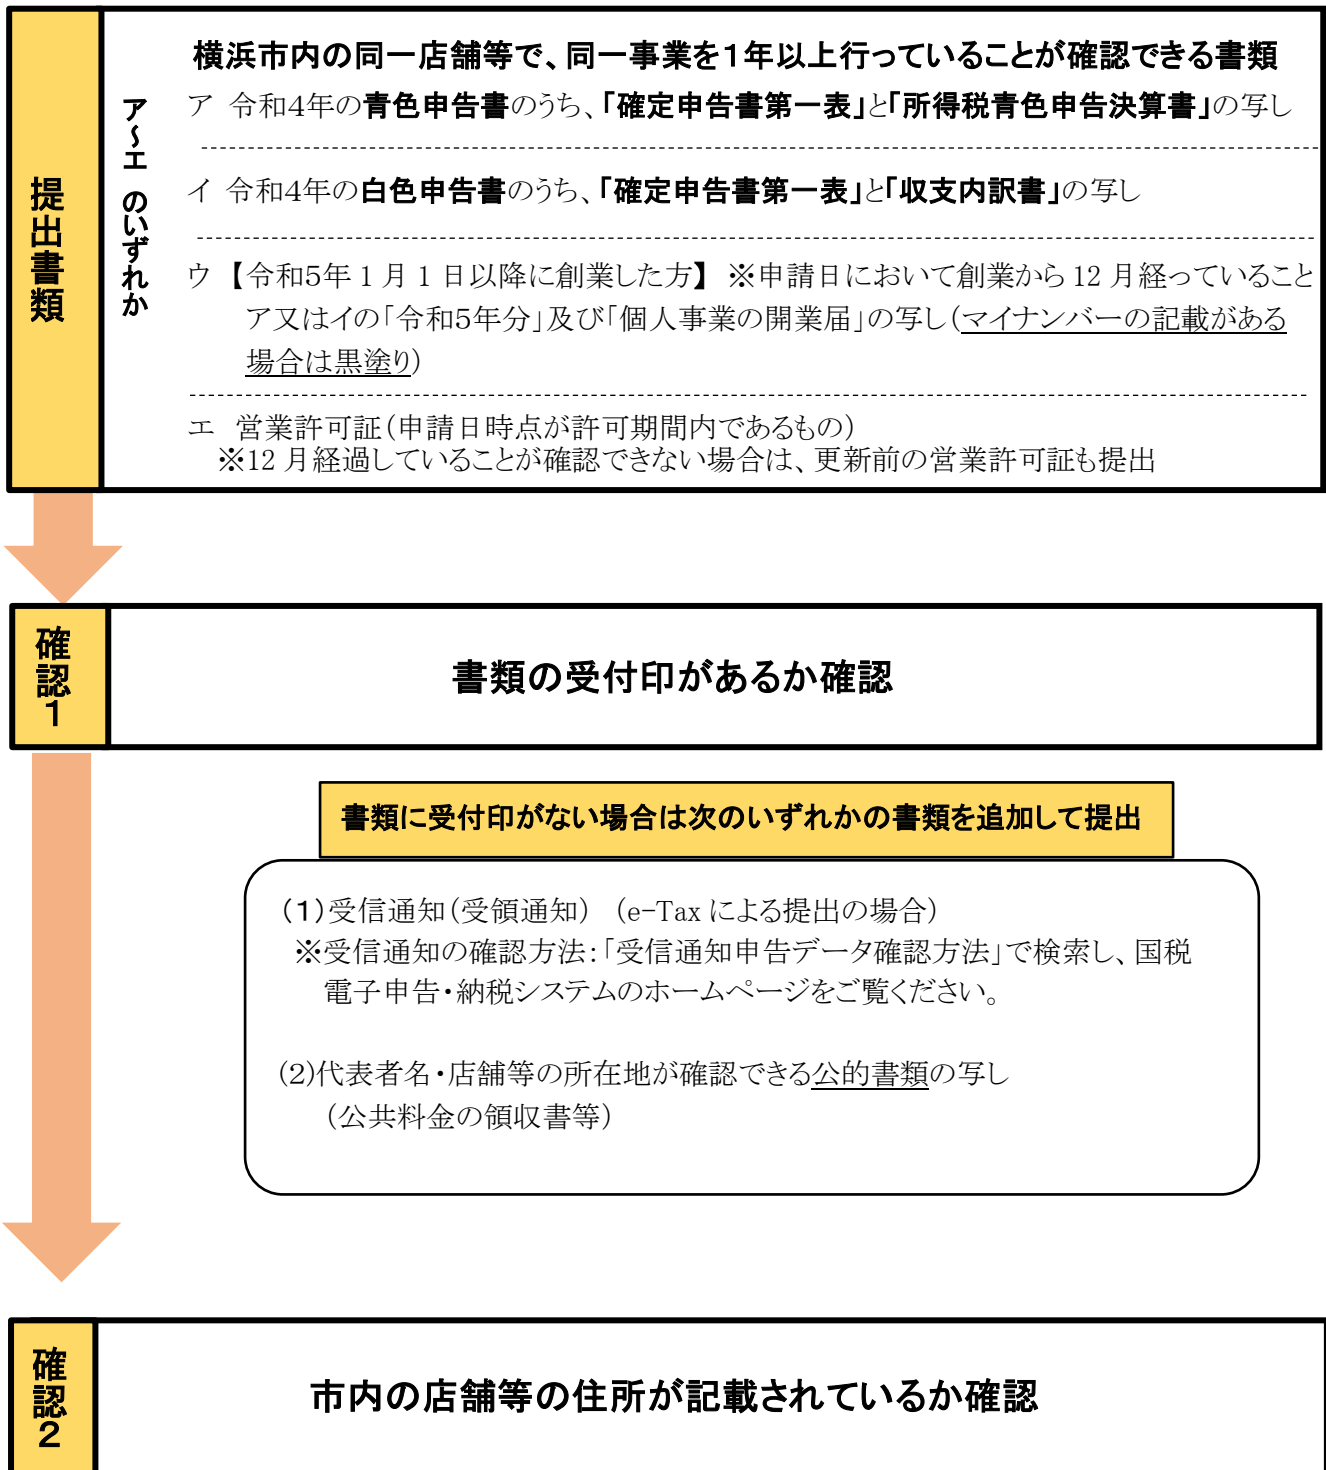 提出書類
ア～エ のいずれか
横浜市内の同一店舗等で、同一事業を１年以上行っていることが確認できる書類
ア 令和４年の青色申告書のうち、「確定申告書第一表」と「所得税青色申告決算書」の写し
イ 令和４年の白色申告書のうち、「確定申告書第一表」と「収支内訳書」の写し
ウ 【令和５年 1 月 1 日以降に創業した方】 ※申請日において創業から 12 月経っていること
ア又はイの「令和５年分」及び「個人事業の開業届」の写し（マイナンバーの記載がある
場合は黒塗り）
エ 営業許可証（申請日時点が許可期間内であるもの）
※12 月経過していることが確認できない場合は、更新前の営業許可証も提出
確認１
書類の受付印があるか確認
書類に受付印がない場合は次のいずれかの書類を追加して提出
（１）受信通知（受領通知） （e-Tax による提出の場合）
※受信通知の確認方法：「受信通知申告データ確認方法」で検索し、国税
電子申告・納税システムのホームページをご覧ください。
(2)代表者名・店舗等の所在地が確認できる公的書類の写し
（公共料金の領収書等）
確認２
市内の店舗等の住所が記載されているか確認